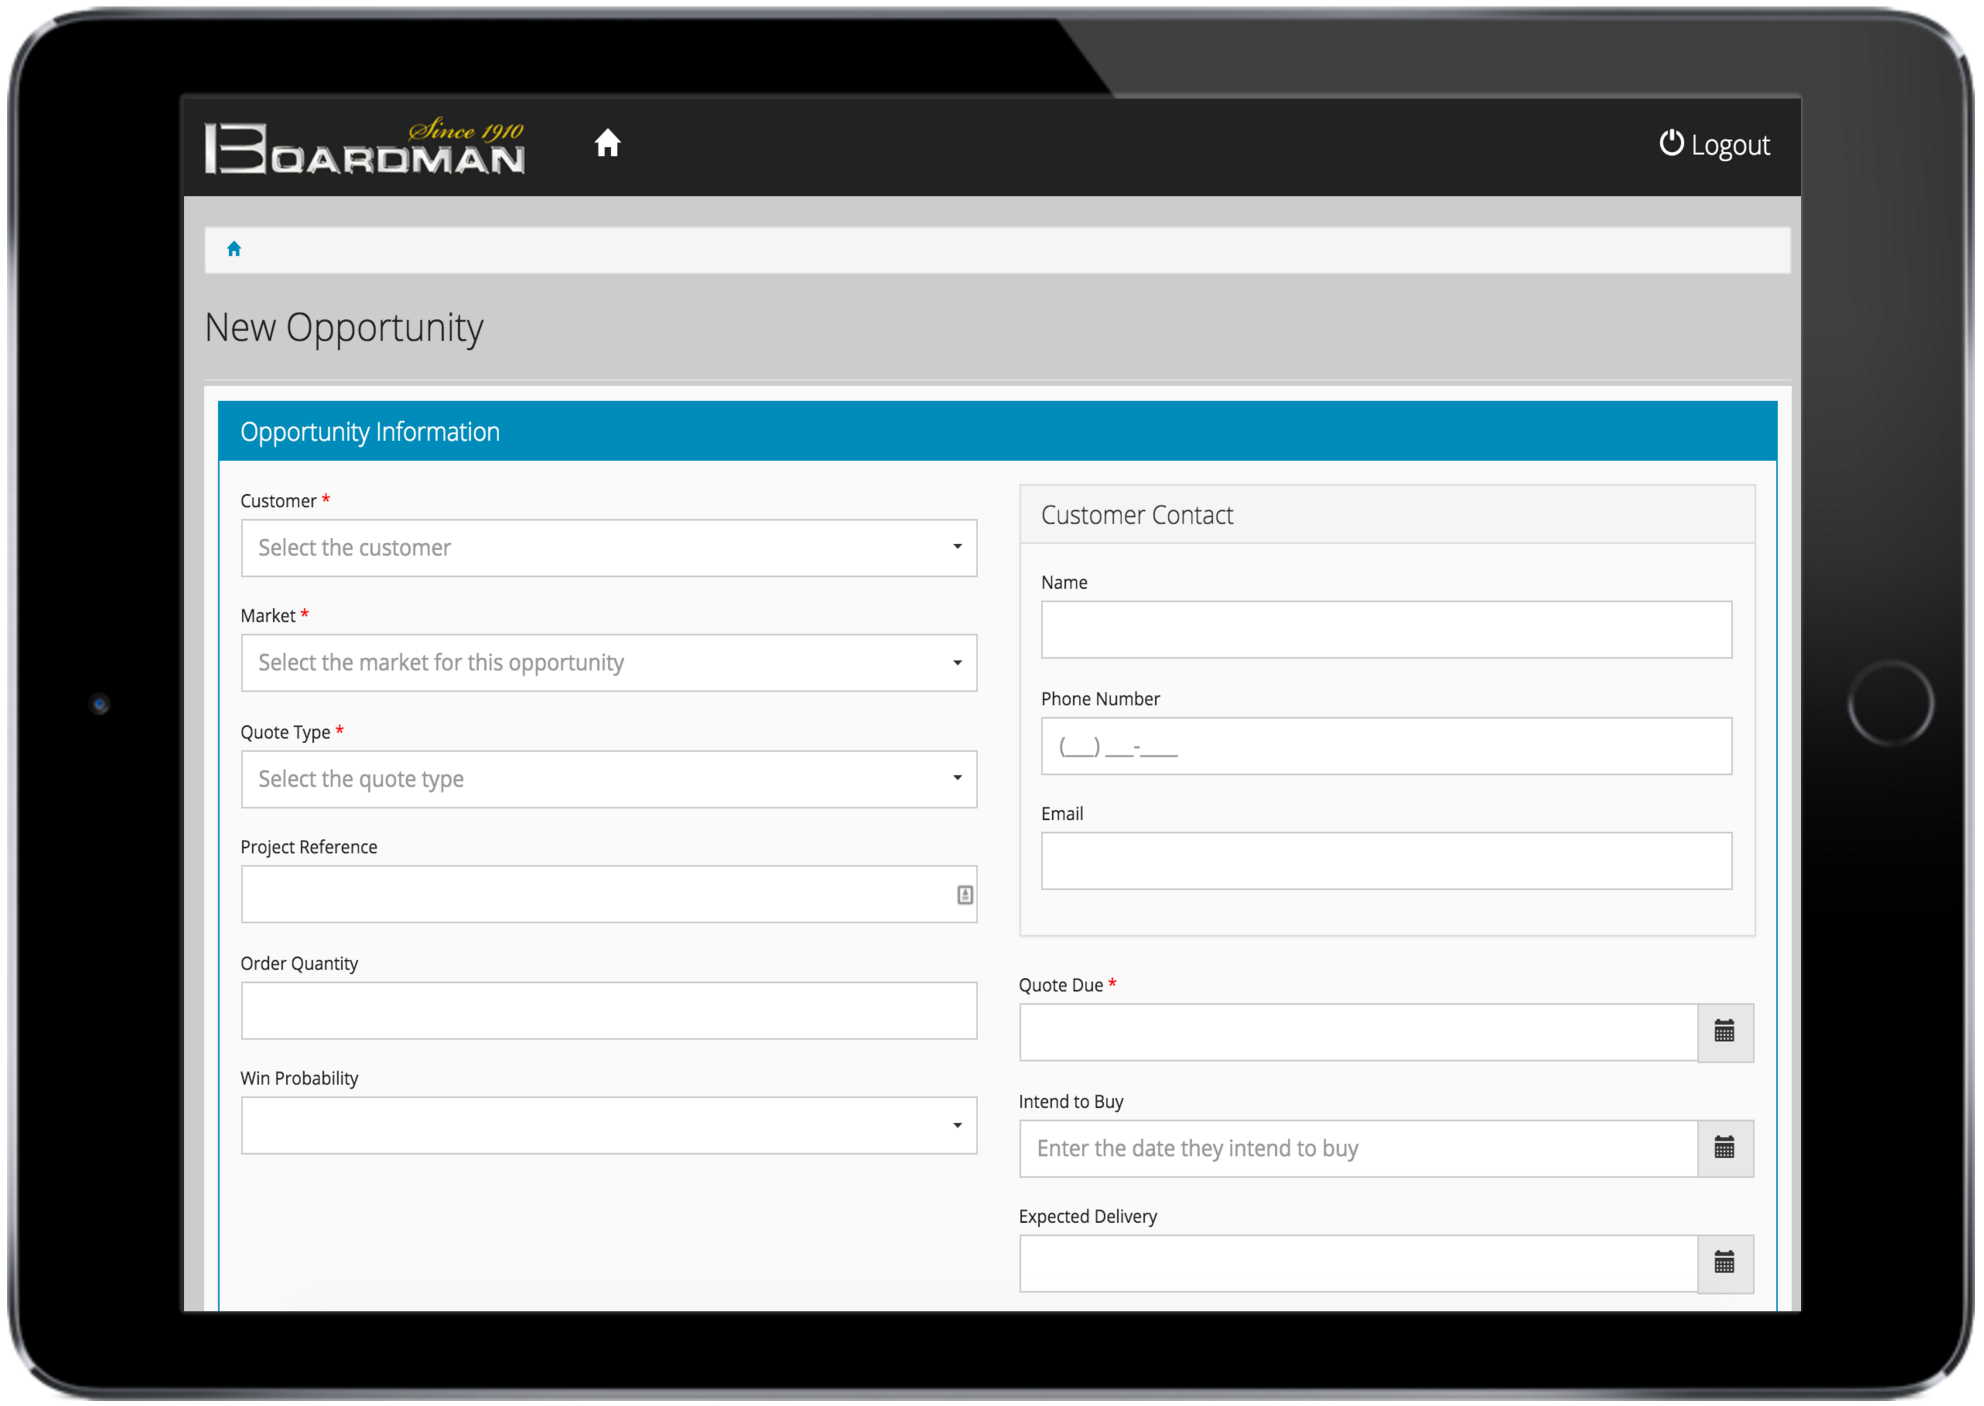 Since 1910
BOARDMAN
Logout
New Opportunity
Opportunity Information
Customer *
Select the customer
Market *
Select the market for this opportunity
Quote Type *
Select the quote type
Project Reference
Order Quantity
Win Probability
Customer Contact
Name
Phone Number
(___) ___-____
Email
Quote Due *
Intend to Buy
Enter the date they intend to buy
Expected Delivery